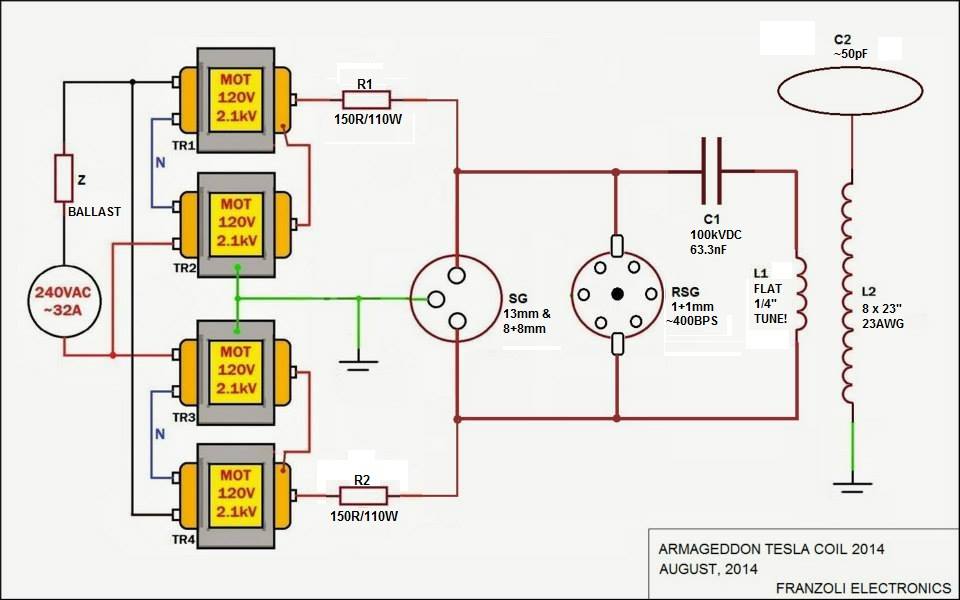 MOT
120V
2.1kV
TR1
N
MOT
120V
2.1kV
TR2
Z
BALLAST
240VAC
~32A
MOT
120V
2.1kV
TR3
N
MOT
120V
2.1kV
TR4
R1
150R/110W
R2
150R/110W
SG
13mm &
8+8mm
RSG
1+1mm
~400BPS
C1
100kVDC
63.3nF
L1
FLAT
1/4"
TUNE!
C2
~50pF
L2
8 x 23"
23AWG
ARMAGEDDON TESLA COIL 2014
AUGUST, 2014
FRANZOLI ELECTRONICS